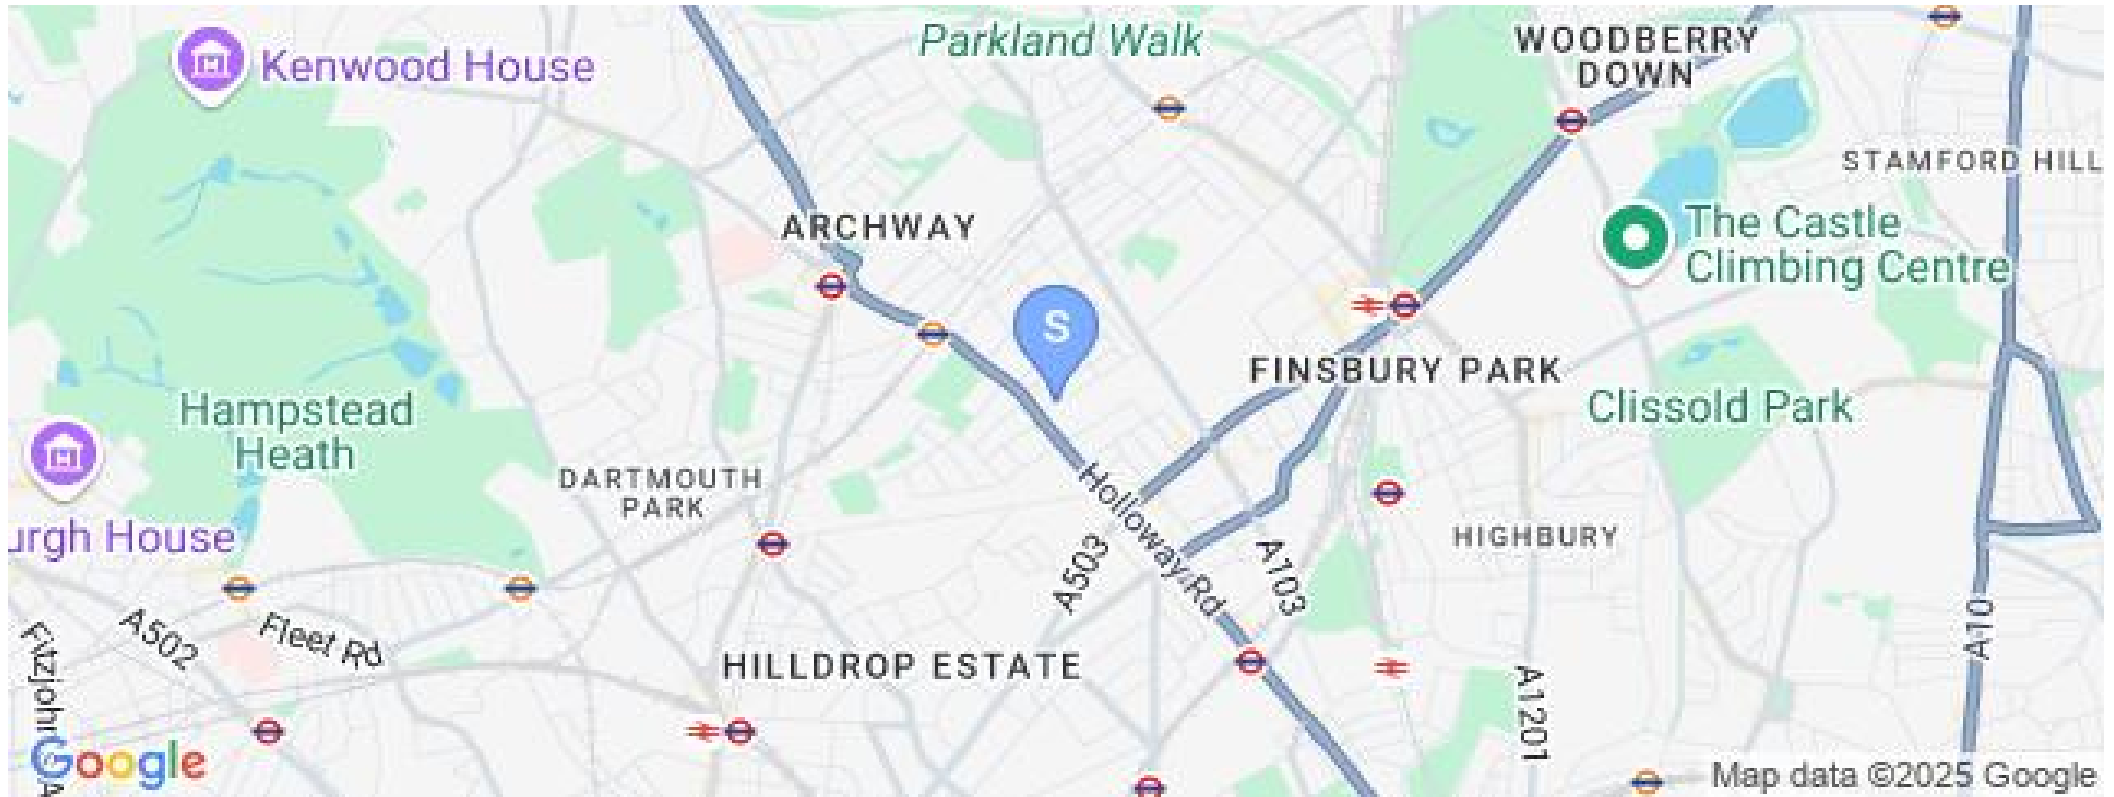 Kenwood House
Parkland Walk
WOODBERRY
DOWN
STAMFORD HILL
ARCHWAY
The Castle
Climbing Centre
S
FINSBURY PARK
Clissold Park
Hampstead
Heath
DARTMOUTH
PARK
Holloway Rd
urgh House
HIGHBURY
A503
A103
A502
Fleet Rd
Fitzjohn
A10
HILLDROP ESTATE
A1201
Google
Map data ©2025 Google